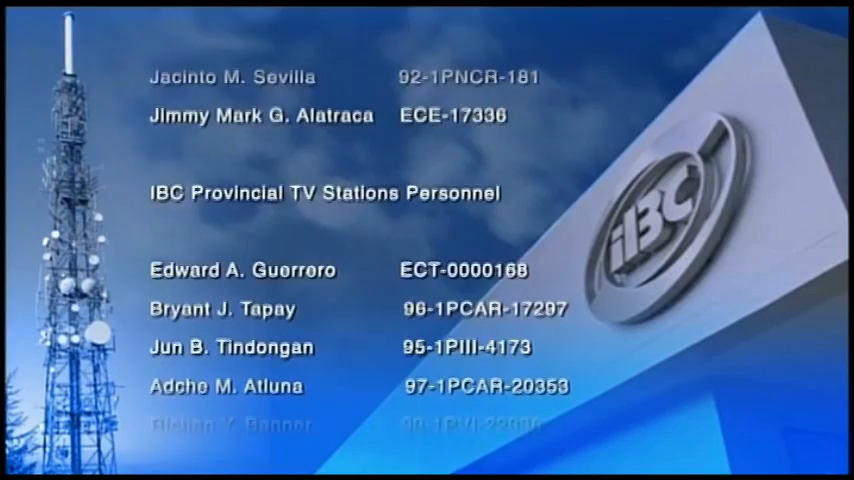 Jacinto M. Sevilla 92-1PNCR-181
Jimmy Mark G. Alatraca ECE-17336
IBC Provincial TV Stations Personnel
Edward A. Guerrero ECT-0000168
Bryant J. Tapay 96-1PCAR-17297
Jun B. Tindongan 95-1PIII-4173
Adche M. Atluna 97-1PCAR-20353
IBC